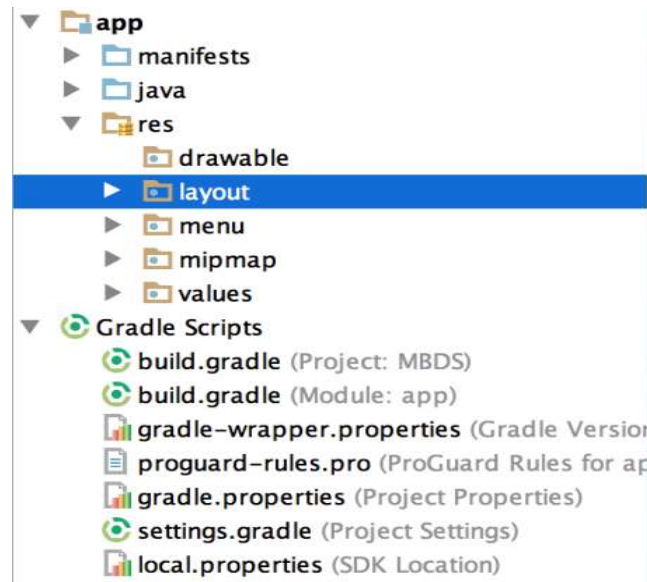 app
manifests
java
res
drawable
layout
menu
mipmap
values
Gradle Scripts
build.gradle (Project: MBDS)
build.gradle (Module: app)
gradle-wrapper.properties (Gradle Version
proguard-rules.pro (ProGuard Rules for ap
gradle.properties (Project Properties)
settings.gradle (Project Settings)
local.properties (SDK Location)